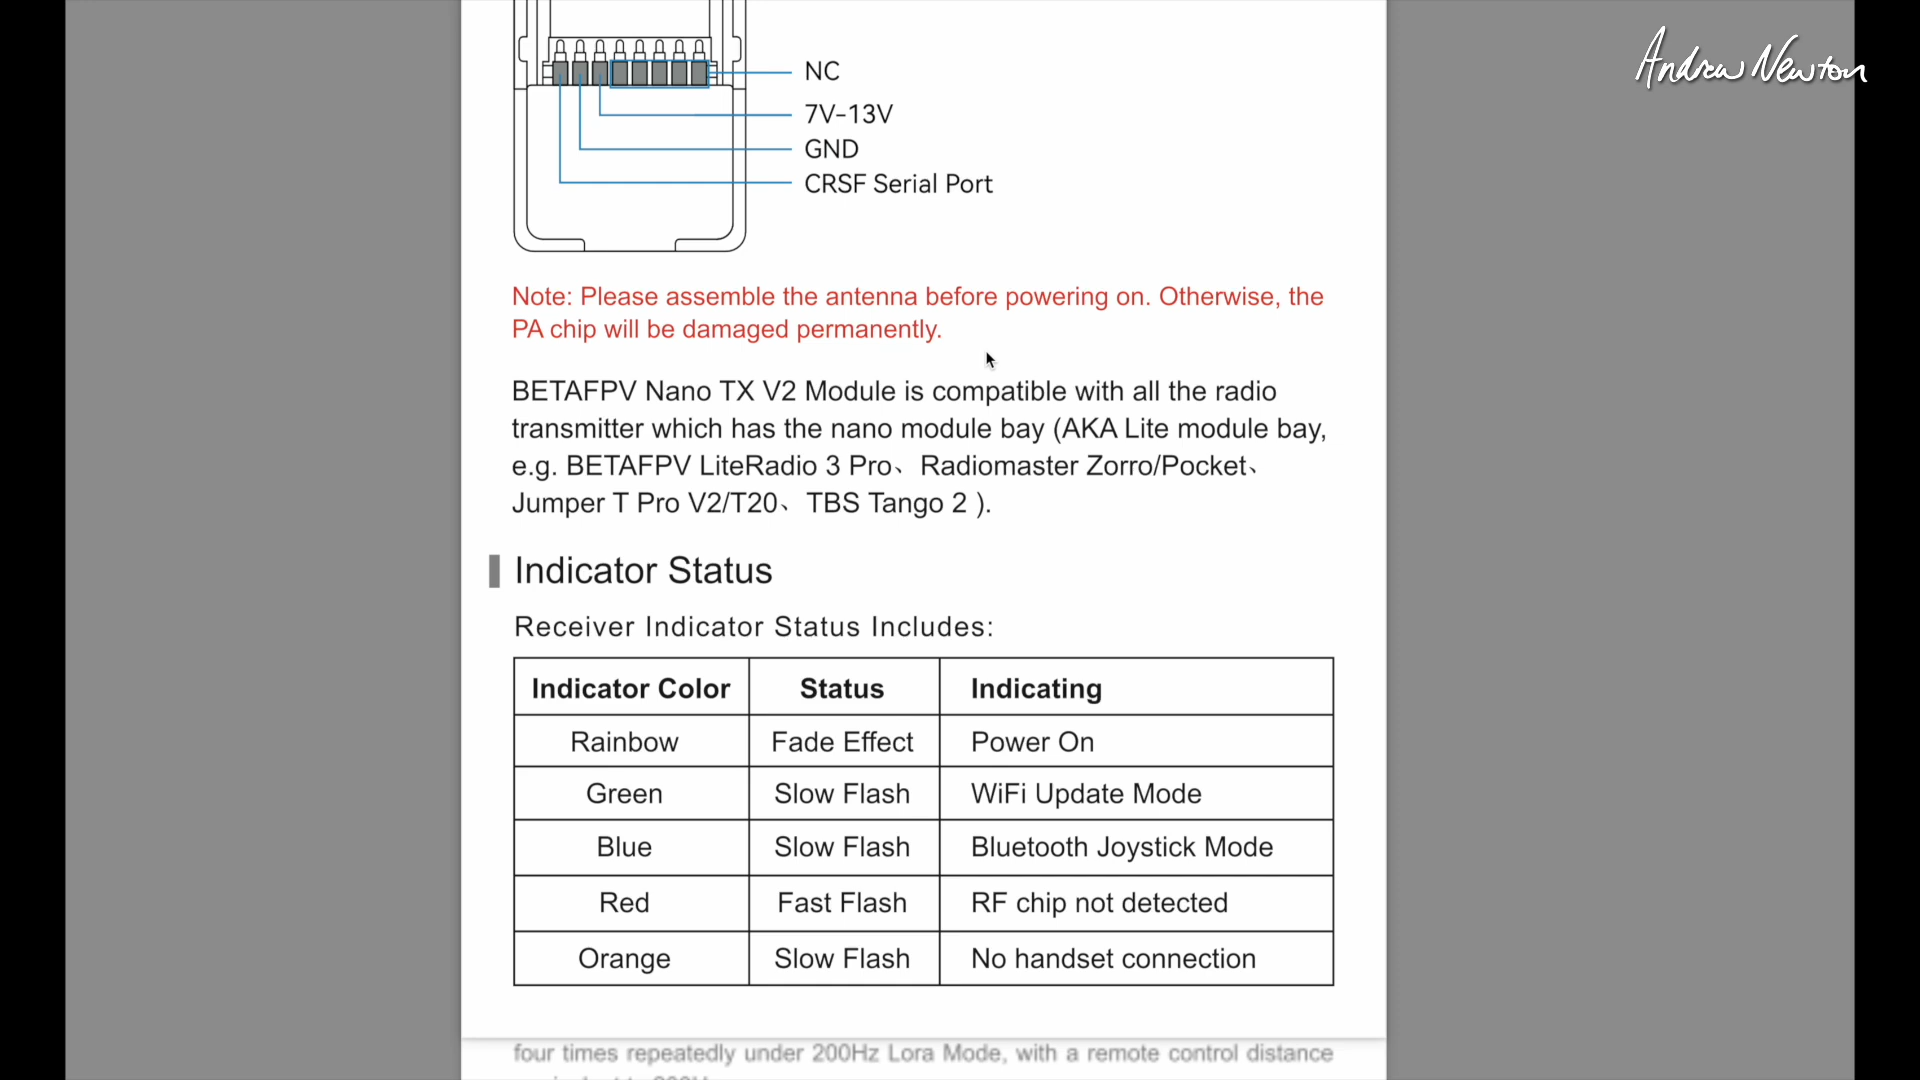 Andrew Newton
NC
7V-13V
GND
CRSF Serial Port
Note: Please assemble the antenna before powering on. Otherwise, the
PA chip will be damaged permanently.
BETAFPV Nano TX V2 Module is compatible with all the radio
transmitter which has the nano module bay (AKA Lite module bay,
e.g. BETAFPV LiteRadio 3 Pro、Radiomaster Zorro/Pocket、
Jumper T Pro V2/T20、TBS Tango 2 ).
Indicator Status
Receiver Indicator Status Includes:
Indicator Color Status Indicating
Rainbow Fade Effect Power On
Green Slow Flash WiFi Update Mode
Blue Slow Flash Bluetooth Joystick Mode
Red Fast Flash RF chip not detected
Orange Slow Flash No handset connection
four times repeatedly under 200Hz Lora Mode, with a remote control distance